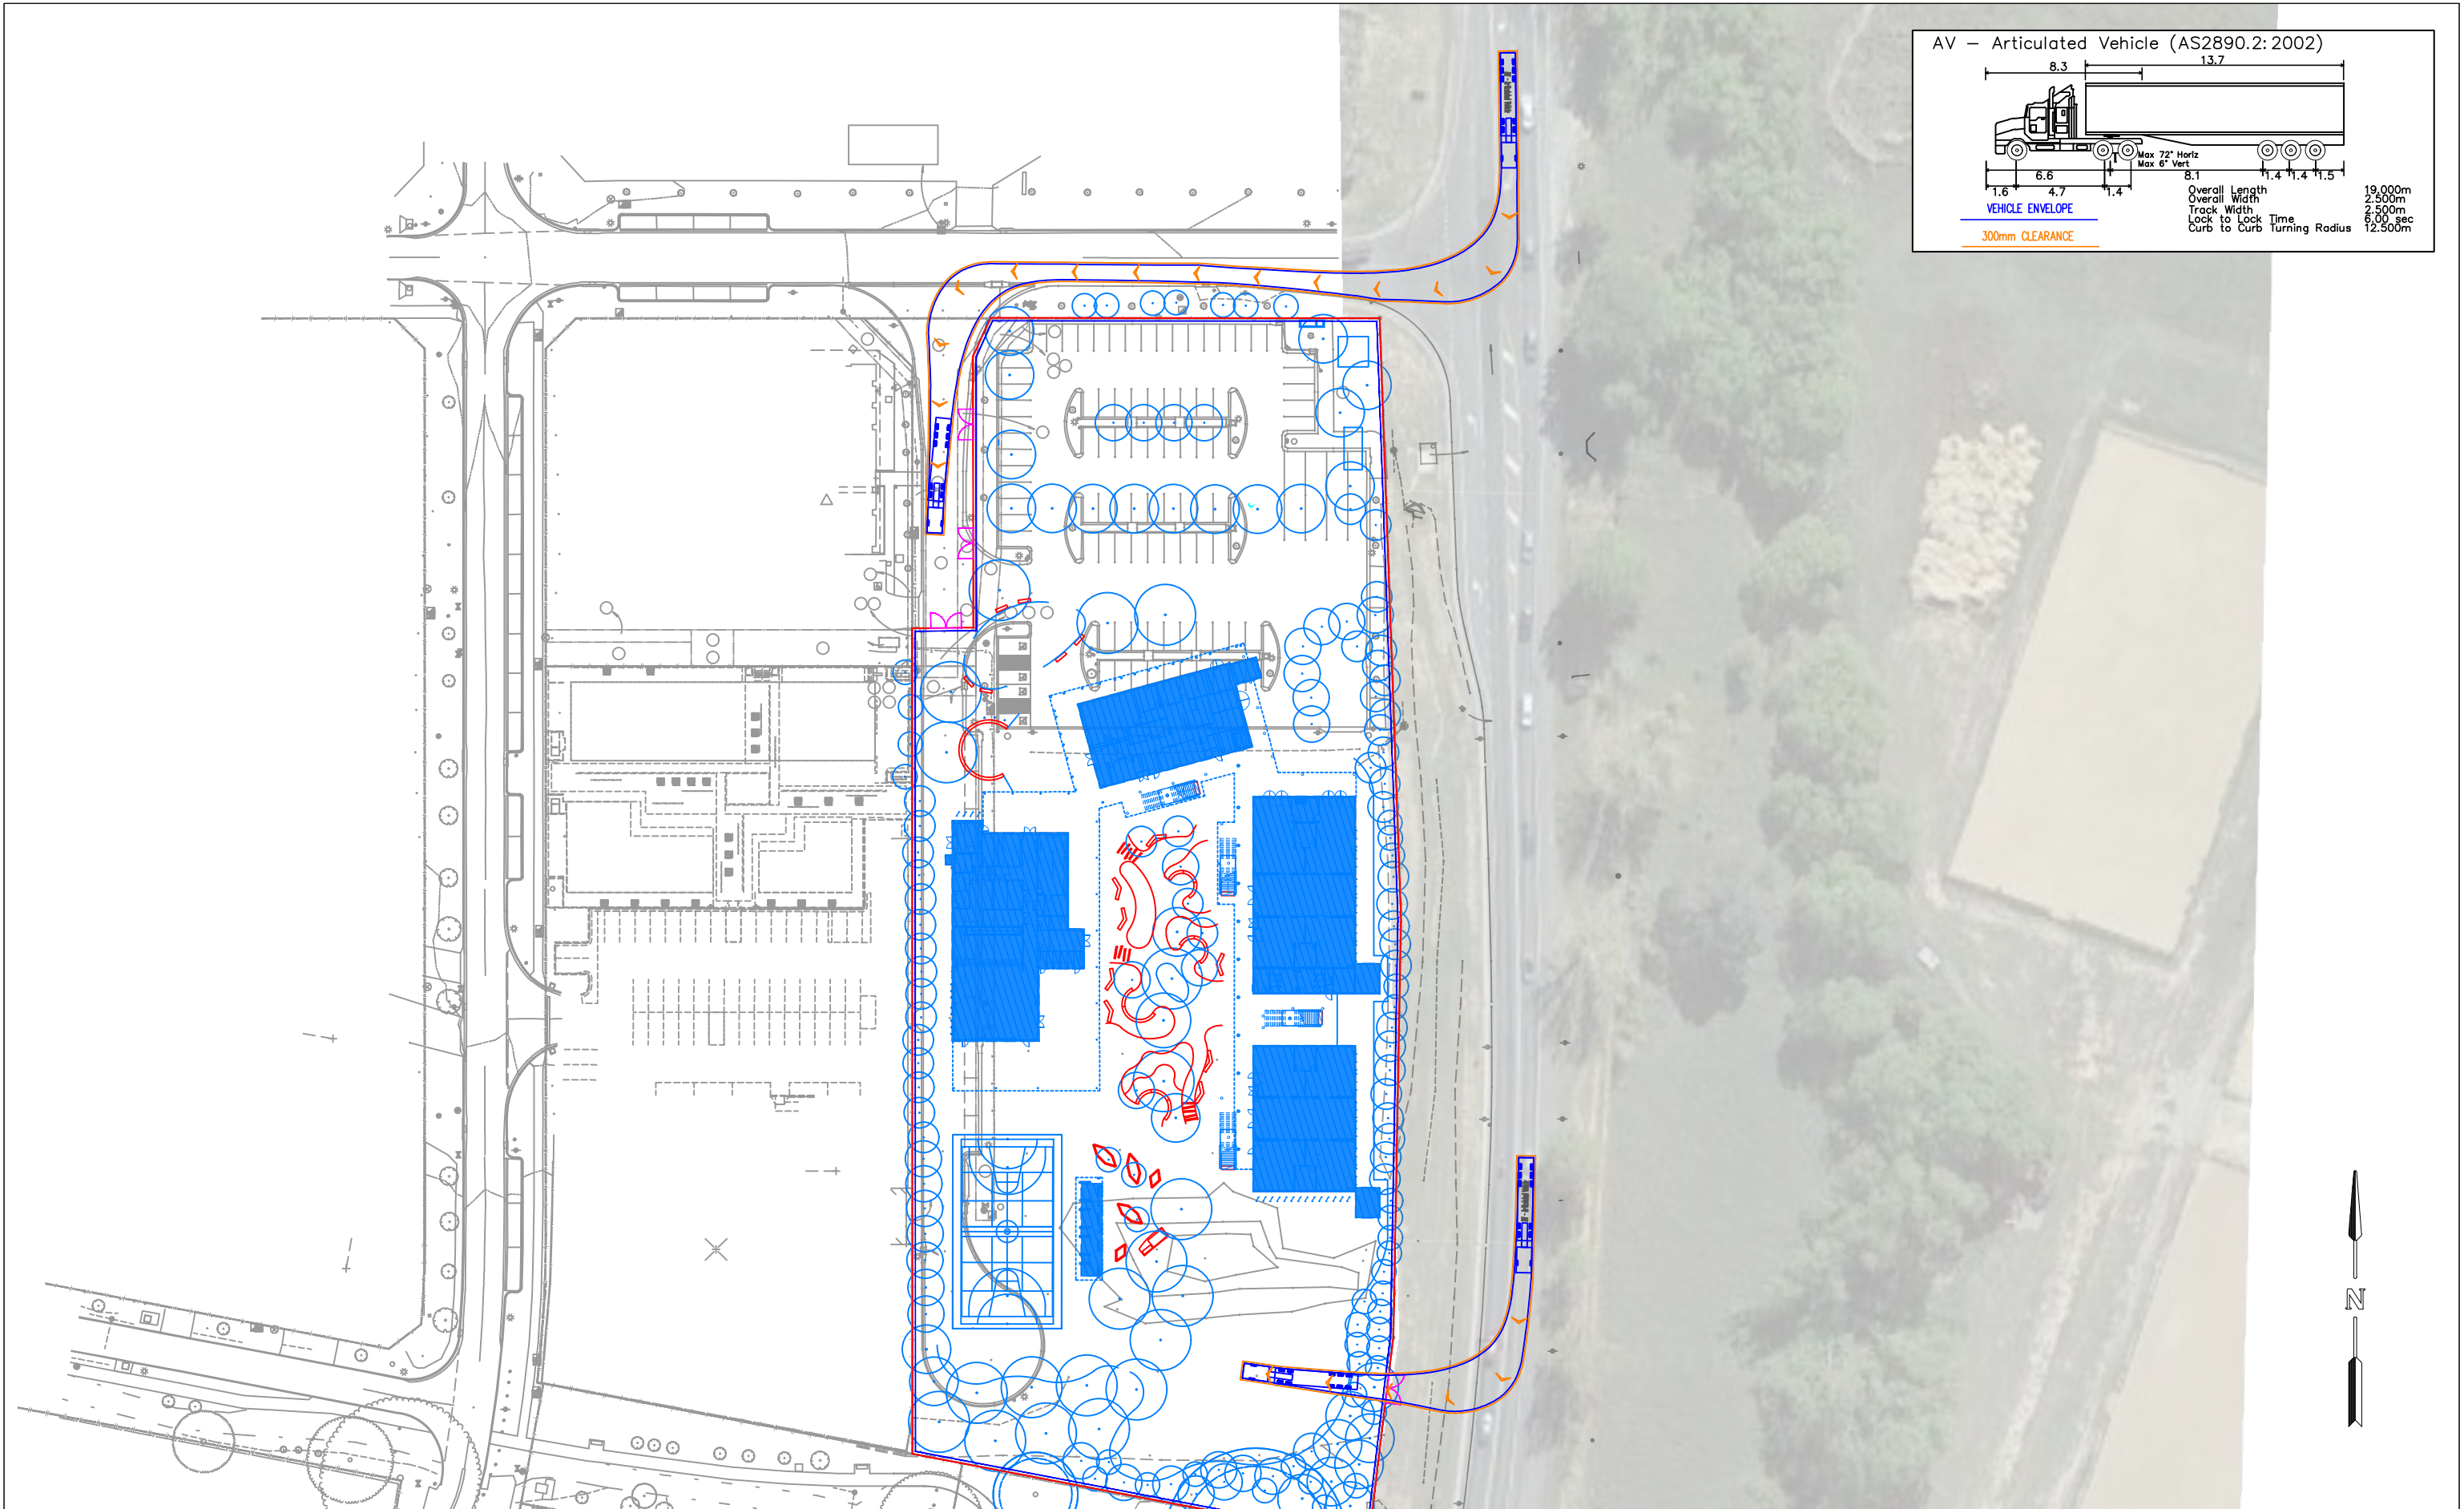 AV - Articulated Vehicle (AS2890.2:2002)
8.3
13.7
Max 72° Horiz
Max 6° Vert
6.6
8.1
1.4
1.4
1.5
1.6
4.7
1.4
VEHICLE ENVELOPE
300mm CLEARANCE
Overall Length 19.000m
Overall Width 2.500m
Track Width 2.500m
Lock to Lock Time 6.00 sec
Curb to Curb Turning Radius 12.500m
N